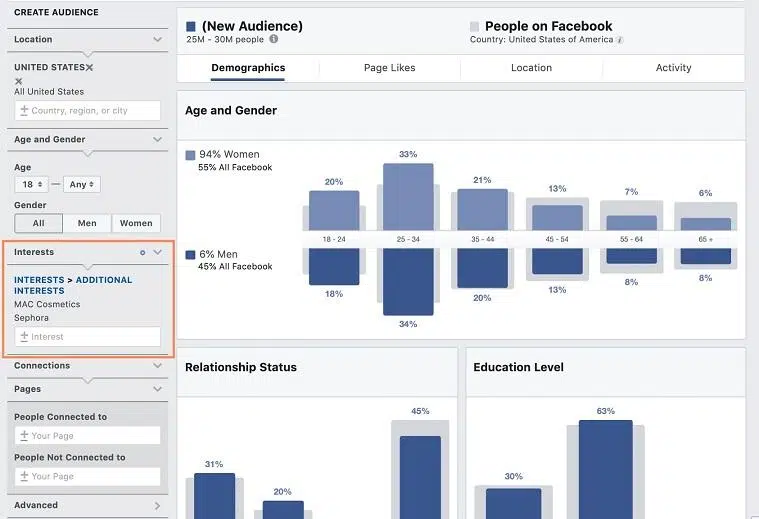 CREATE AUDIENCE
Location
UNITED STATES
All United States
Country, region, or city
Age and Gender
Age
18 — Any
Gender
All Men Women
Interests
INTERESTS > ADDITIONAL
INTERESTS
MAC Cosmetics
Sephora
Interest
Connections
Pages
People Connected to
Your Page
People Not Connected to
Your Page
Advanced
(New Audience)
25M - 30M people
People on Facebook
Country: United States of America
Demographics Page Likes Location Activity
Age and Gender
94% Women
55% All Facebook
20% 33% 21% 13% 7% 6%
18 - 24 25 - 34 35 - 44 45 - 54 55 - 64 65 +
6% Men
45% All Facebook
18% 34% 20% 13% 8% 8%
Relationship Status
31% 20% 45%
Education Level
30% 63%